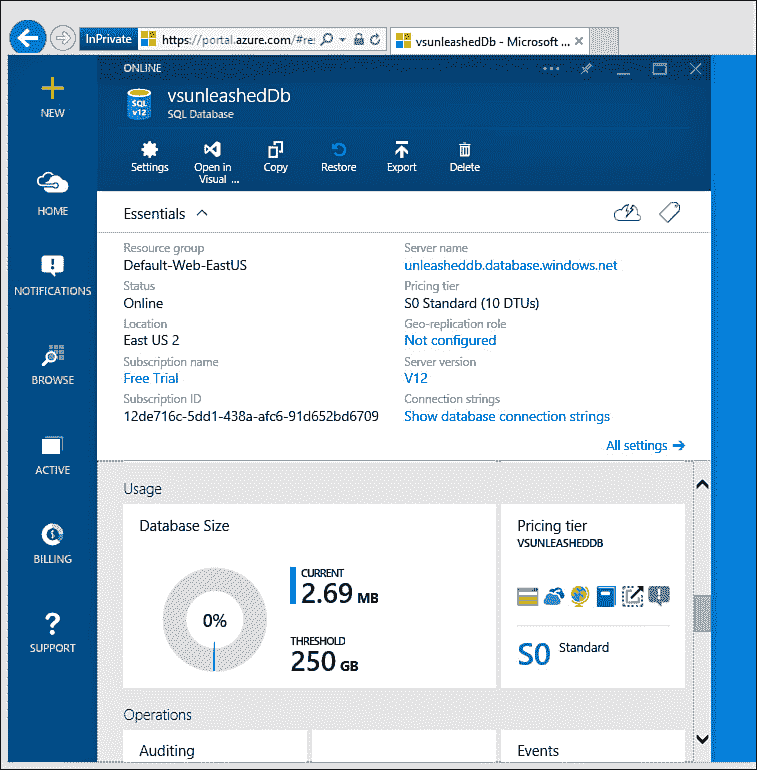 InPrivate
https://portal.azure.com/#re
vsunleashedDb - Microsoft ...
ONLINE
vsunleashedDb
SQL Database
SQL
v12
Settings
Open in
Visual ...
Copy
Restore
Export
Delete
NEW
HOME
NOTIFICATIONS
BROWSE
ACTIVE
BILLING
SUPPORT
Essentials
Resource group
Default-Web-EastUS
Status
Online
Location
East US 2
Subscription name
Free Trial
Subscription ID
12de716c-5dd1-438a-afc6-91d652bd6709
Server name
unleasheddb.database.windows.net
Pricing tier
S0 Standard (10 DTUs)
Geo-replication role
Not configured
Server version
V12
Connection strings
Show database connection strings
All settings
Usage
Database Size
0%
CURRENT
2.69 MB
THRESHOLD
250 GB
Pricing tier
VSUNLEASHEDDB
S0 Standard
Operations
Auditing
Events